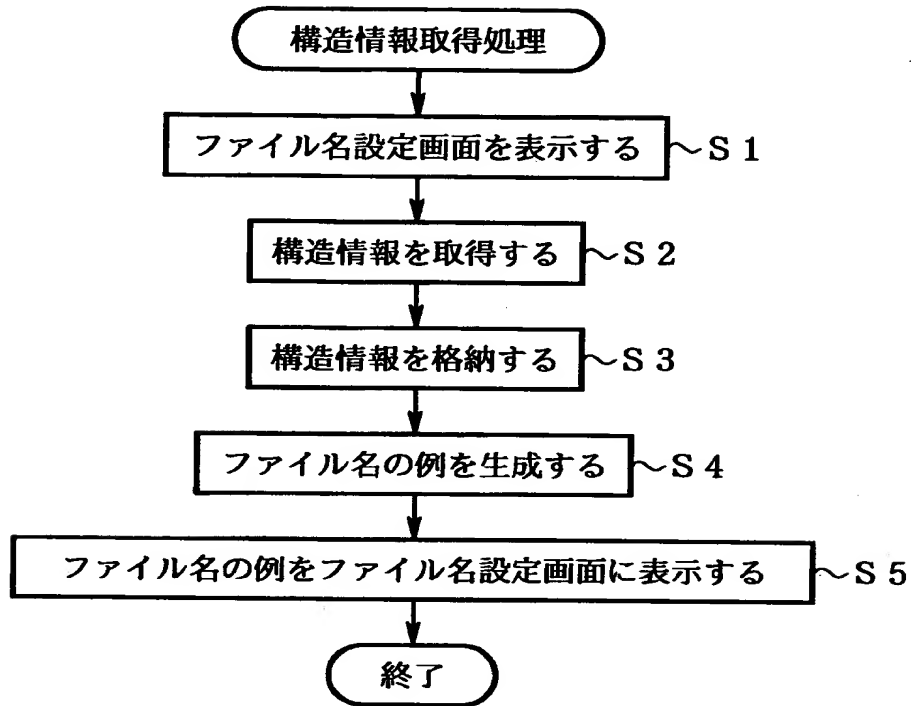 構造情報取得処理
ファイル名設定画面を表示する ～S1
構造情報を取得する ～S2
構造情報を格納する ～S3
ファイル名の例を生成する ～S4
ファイル名の例をファイル名設定画面に表示する ～S5
終了